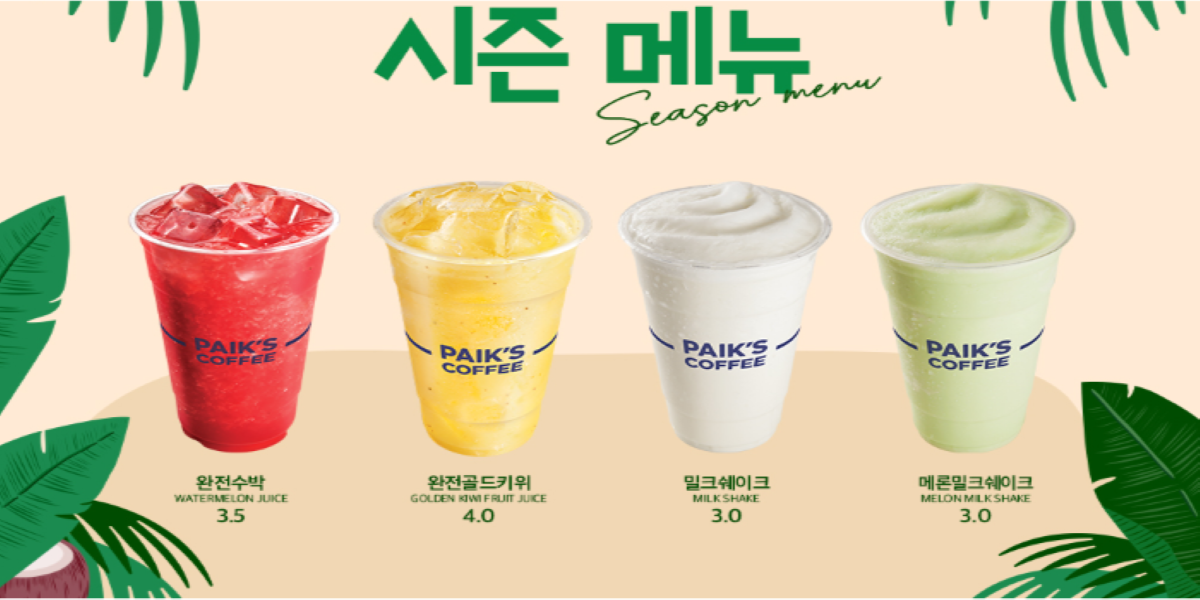 시즌 메뉴
Season menu
PAIK'S
COFFEE
PAIK'S
COFFEE
PAIK'S
COFFEE
PAIK'S
COFFEE
완전수박
WATERMELON JUICE
3.5
완전골드키위
GOLDEN KIWI FRUIT JUICE
4.0
밀크쉐이크
MILK SHAKE
3.0
메론밀크쉐이크
MELON MILK SHAKE
3.0